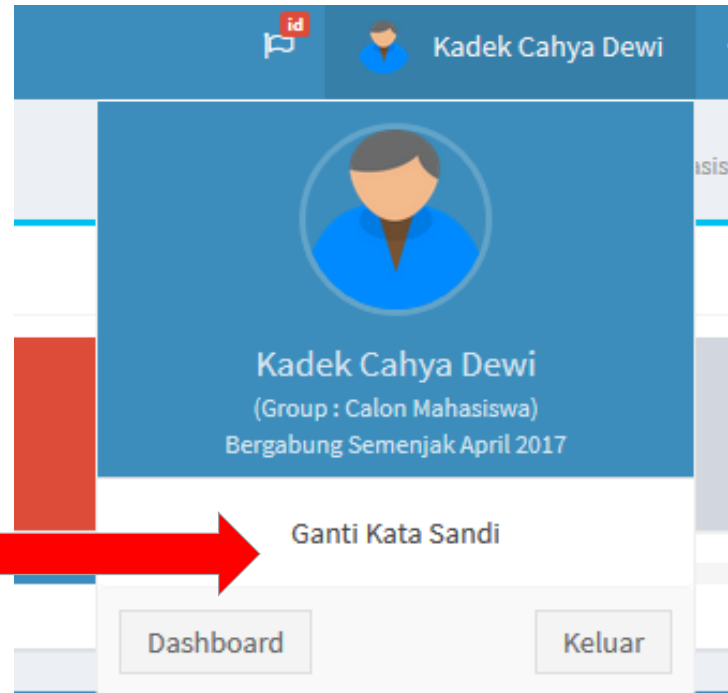 id
Kadek Cahya Dewi
Kadek Cahya Dewi
(Group : Calon Mahasiswa)
Bergabung Semenjak April 2017
Ganti Kata Sandi
Dashboard
Keluar